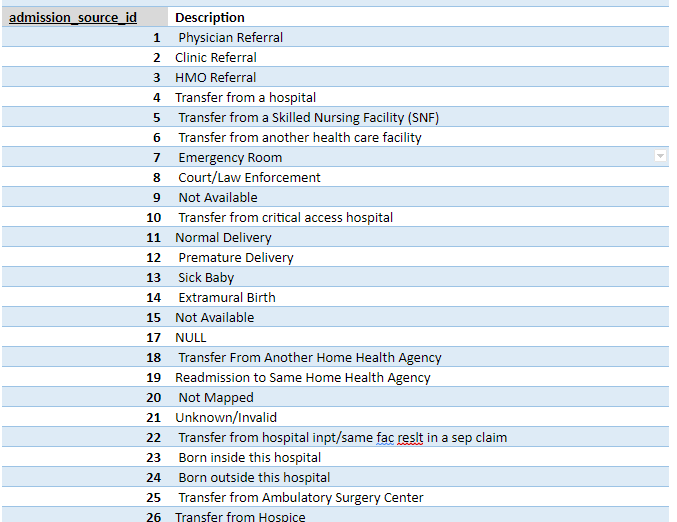 admission_source_id Description
1 Physician Referral
2 Clinic Referral
3 HMO Referral
4 Transfer from a hospital
5 Transfer from a Skilled Nursing Facility (SNF)
6 Transfer from another health care facility
7 Emergency Room
8 Court/Law Enforcement
9 Not Available
10 Transfer from critical access hospital
11 Normal Delivery
12 Premature Delivery
13 Sick Baby
14 Extramural Birth
15 Not Available
17 NULL
18 Transfer From Another Home Health Agency
19 Readmission to Same Home Health Agency
20 Not Mapped
21 Unknown/Invalid
22 Transfer from hospital inpt/same fac reslt in a sep claim
23 Born inside this hospital
24 Born outside this hospital
25 Transfer from Ambulatory Surgery Center
26 Transfer from Hospice